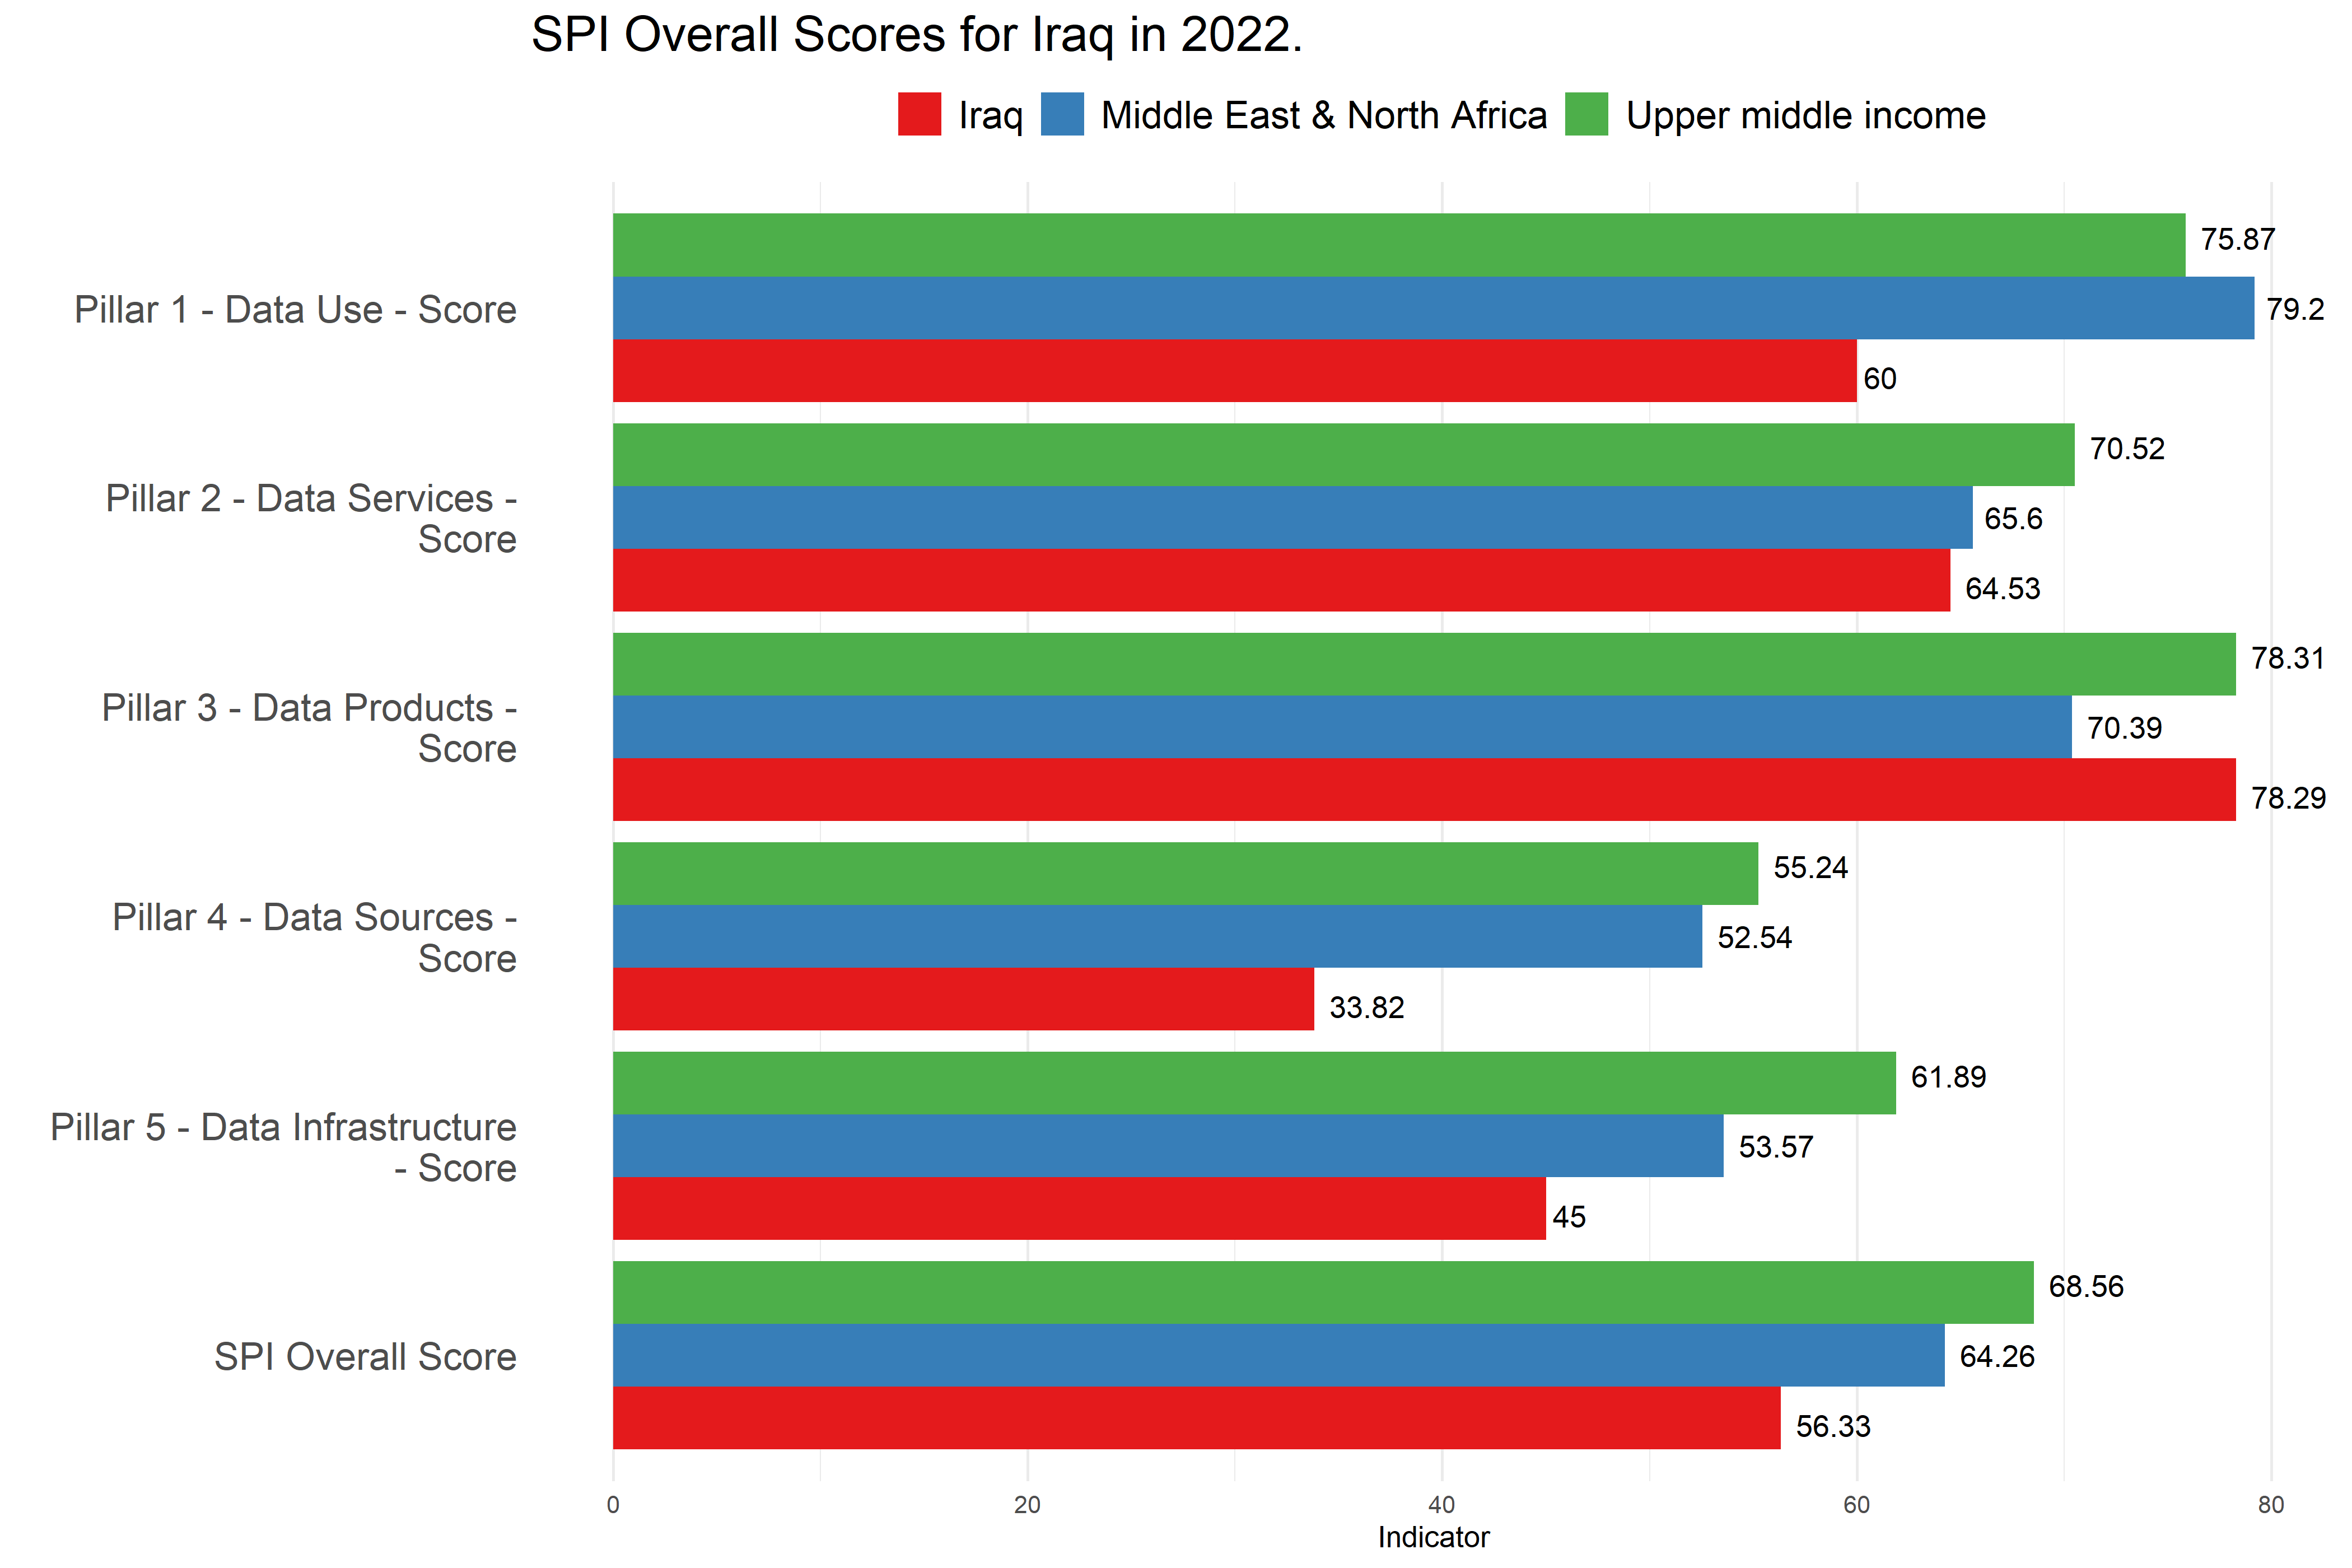 SPI Overall Scores for Iraq in 2022.
Iraq Middle East & North Africa Upper middle income
Pillar 1 - Data Use - Score
75.87
79.2
60
Pillar 2 - Data Services -
Score
70.52
65.6
64.53
Pillar 3 - Data Products -
Score
78.31
70.39
78.29
Pillar 4 - Data Sources -
Score
55.24
52.54
33.82
Pillar 5 - Data Infrastructure
- Score
61.89
53.57
45
SPI Overall Score
68.56
64.26
56.33
0 20 40 60 80
Indicator